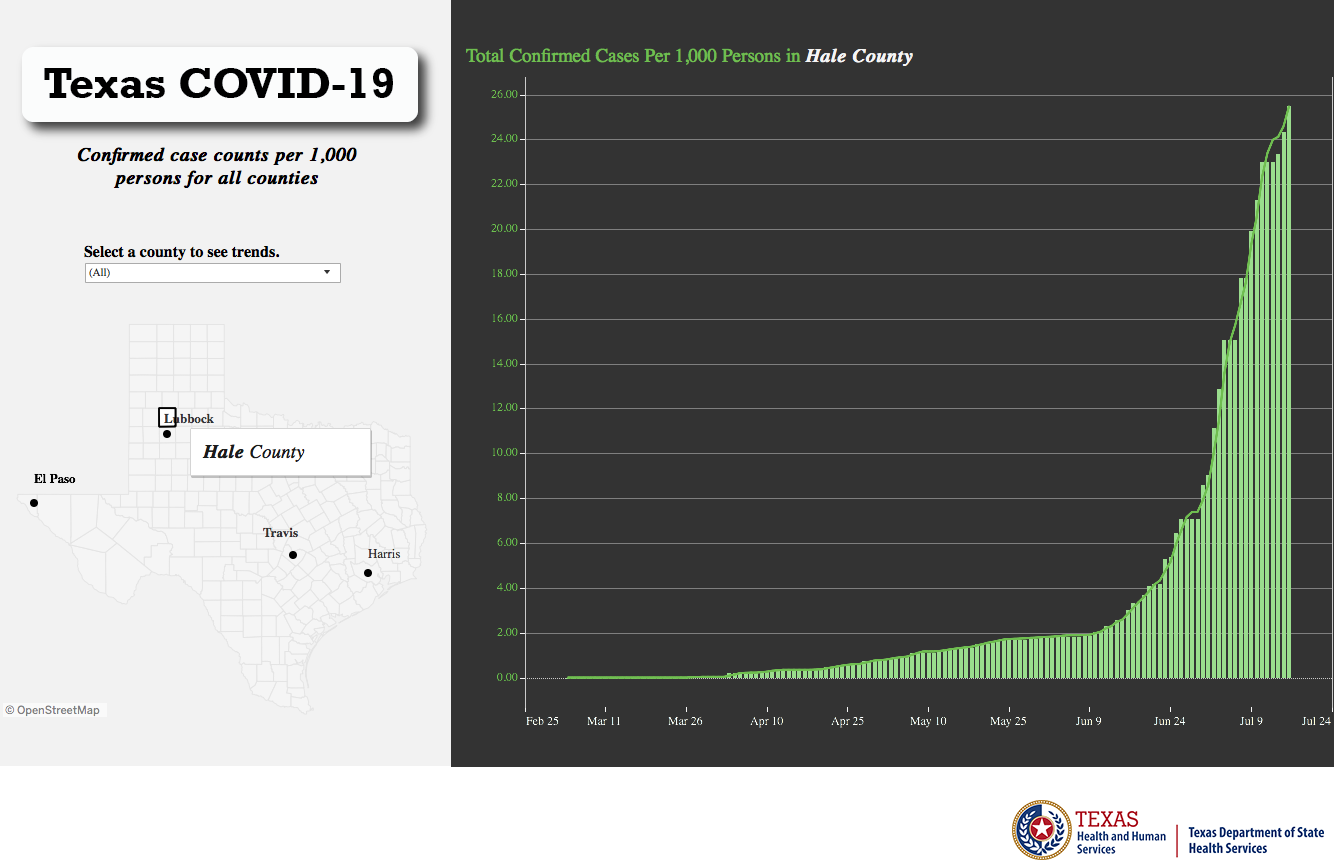 Texas COVID-19
Confirmed case counts per 1,000
persons for all counties
Select a county to see trends.
(All)
Lubbock
Hale County
El Paso
Travis
Harris
© OpenStreetMap
Total Confirmed Cases Per 1,000 Persons in Hale County
26.00
24.00
22.00
20.00
18.00
16.00
14.00
12.00
10.00
8.00
6.00
4.00
2.00
0.00
Feb 25 Mar 11 Mar 26 Apr 10 Apr 25 May 10 May 25 Jun 9 Jun 24 Jul 9 Jul 24
TEXAS
Health and Human
Services
Texas Department of State
Health Services